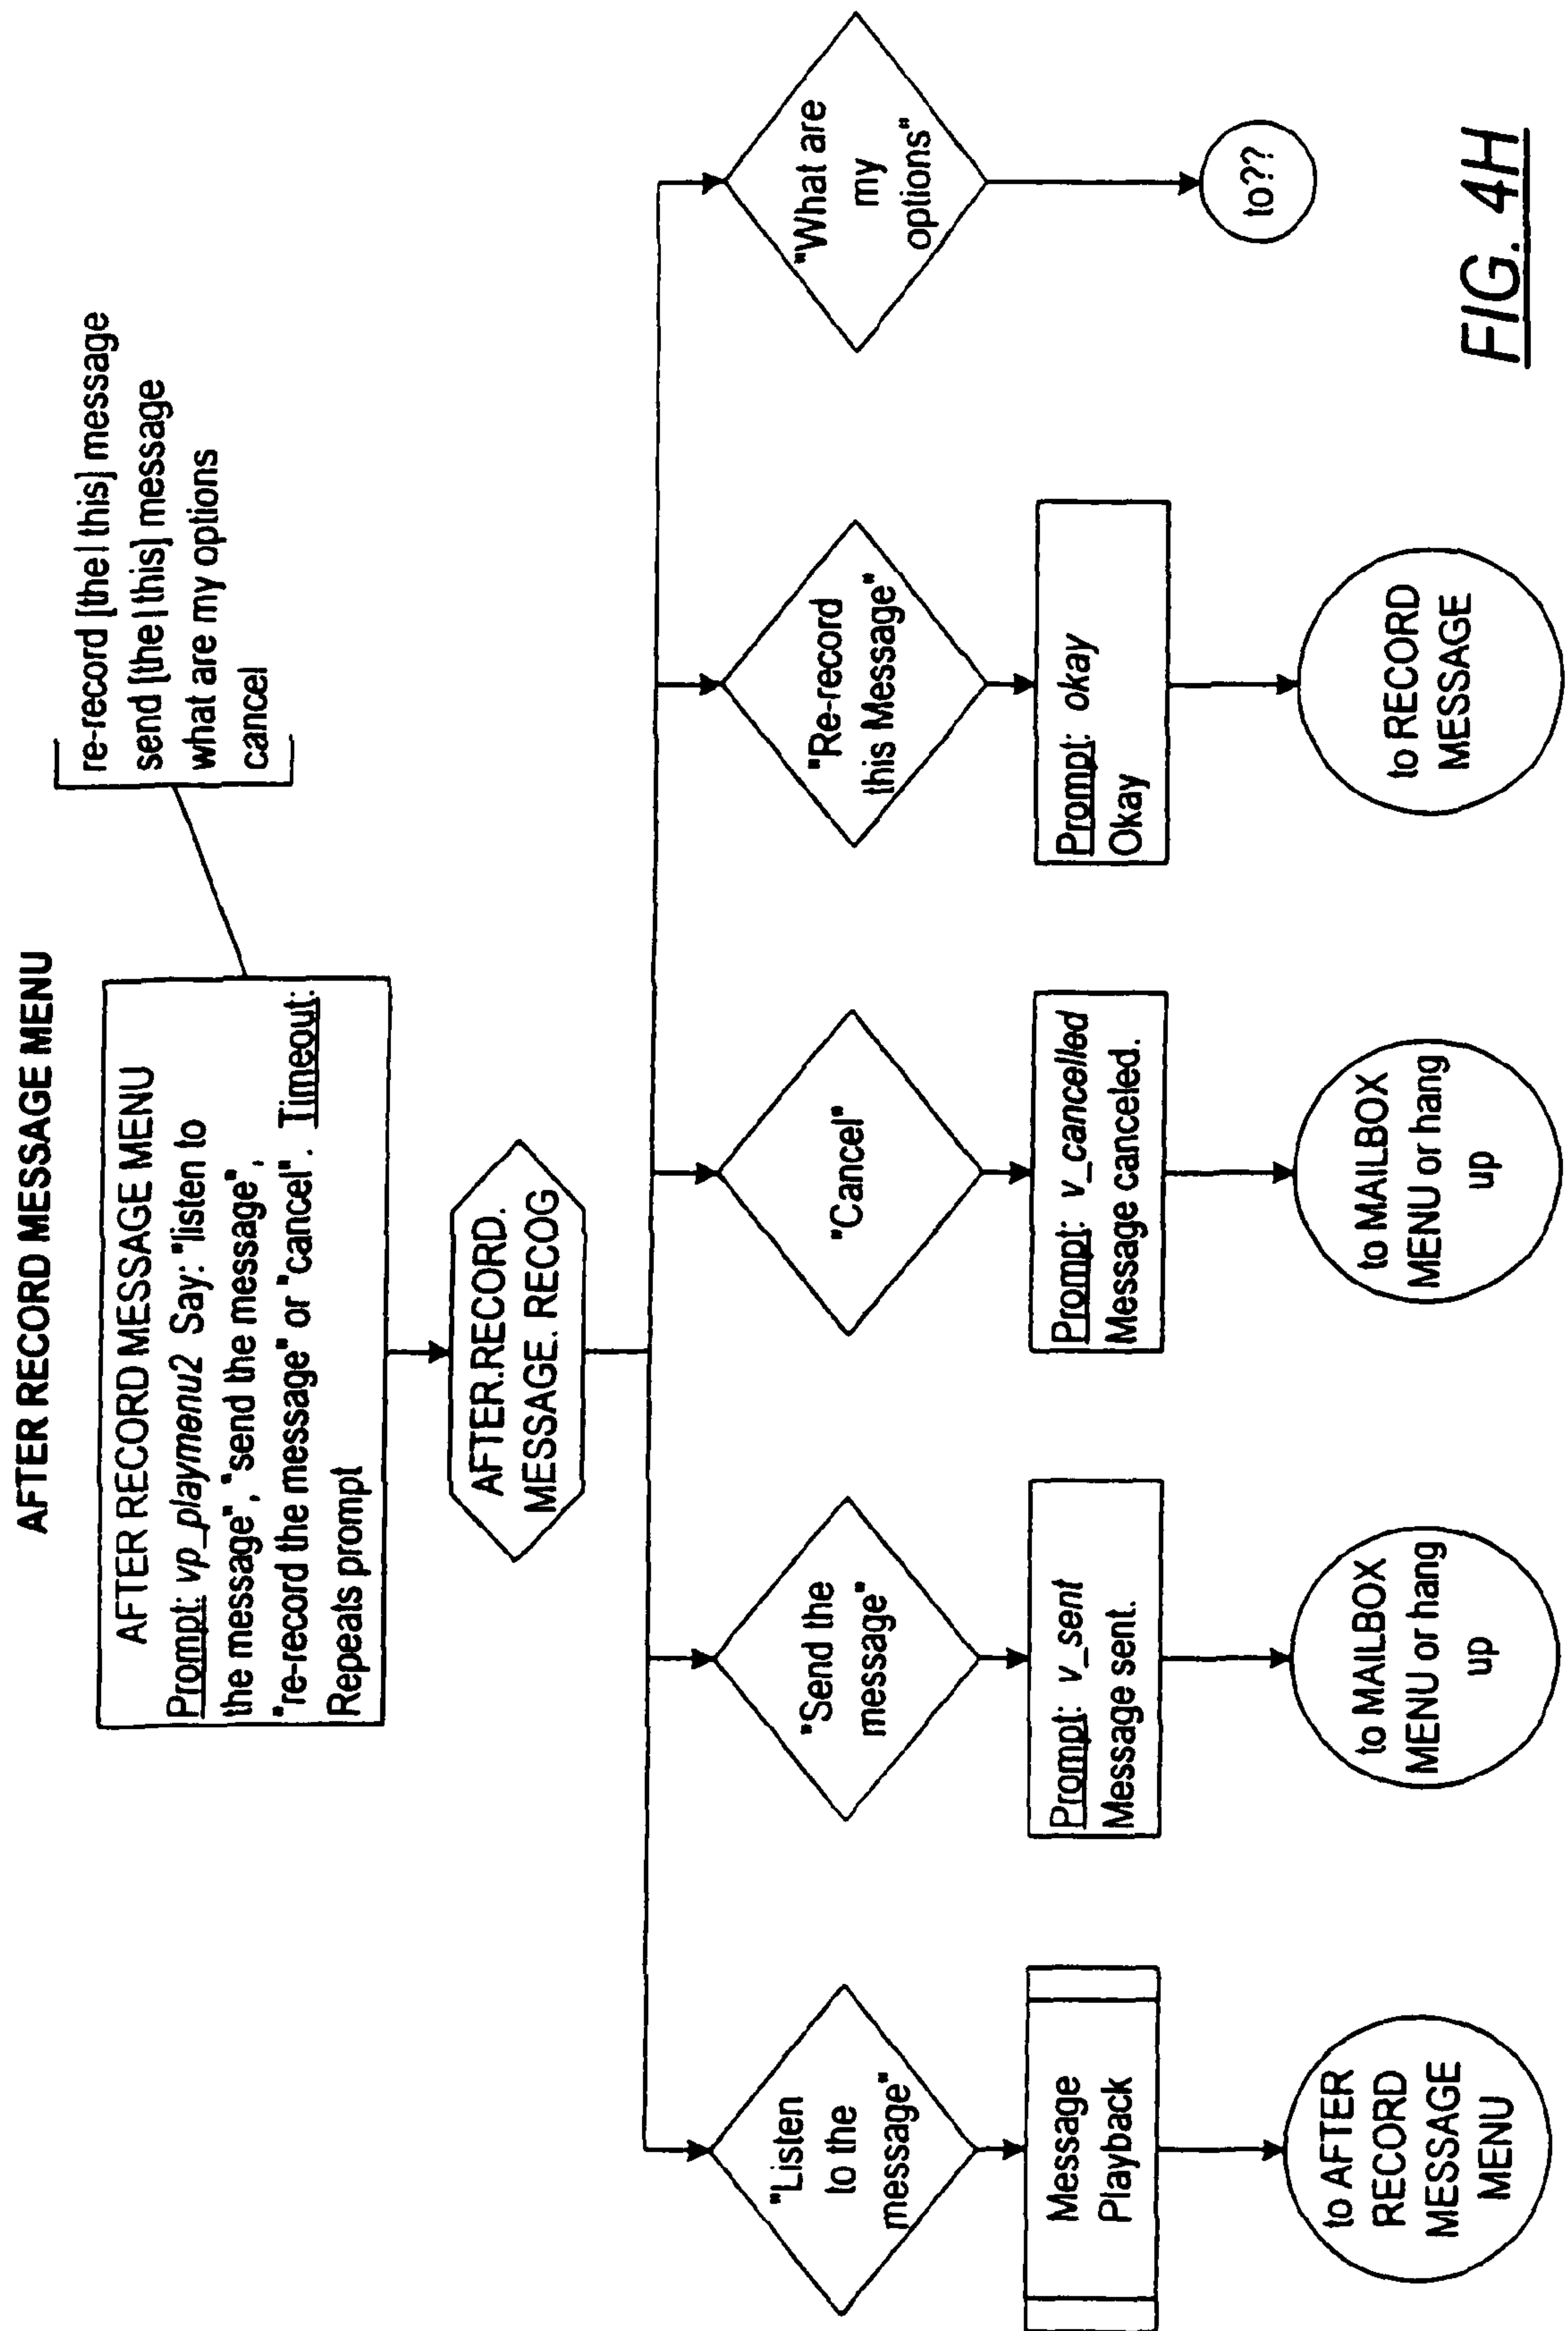 AFTER RECORD MESSAGE MENU
AFTER RECORD MESSAGE MENU
Prompt: vp_playmenu2 Say: "listen to
the message", "send the message",
"re-record the message" or "cancel". Timeout:
Repeats prompt
re-record [the| this] message
send [the | this] message
what are my options
cancel
AFTER.RECORD.
MESSAGE. RECOG
"Listen
to the
message"
Message
Playback
to AFTER
RECORD
MESSAGE
MENU
"Send the
message"
Prompt: v_sent
Message sent.
to MAILBOX
MENU or hang
up
"Cancel"
Prompt: v_cancelled
Message canceled.
to MAILBOX
MENU or hang
up
"Re-record
this Message"
Prompt: okay
Okay
to RECORD
MESSAGE
"What are
my
options"
to??
FIG. 4H